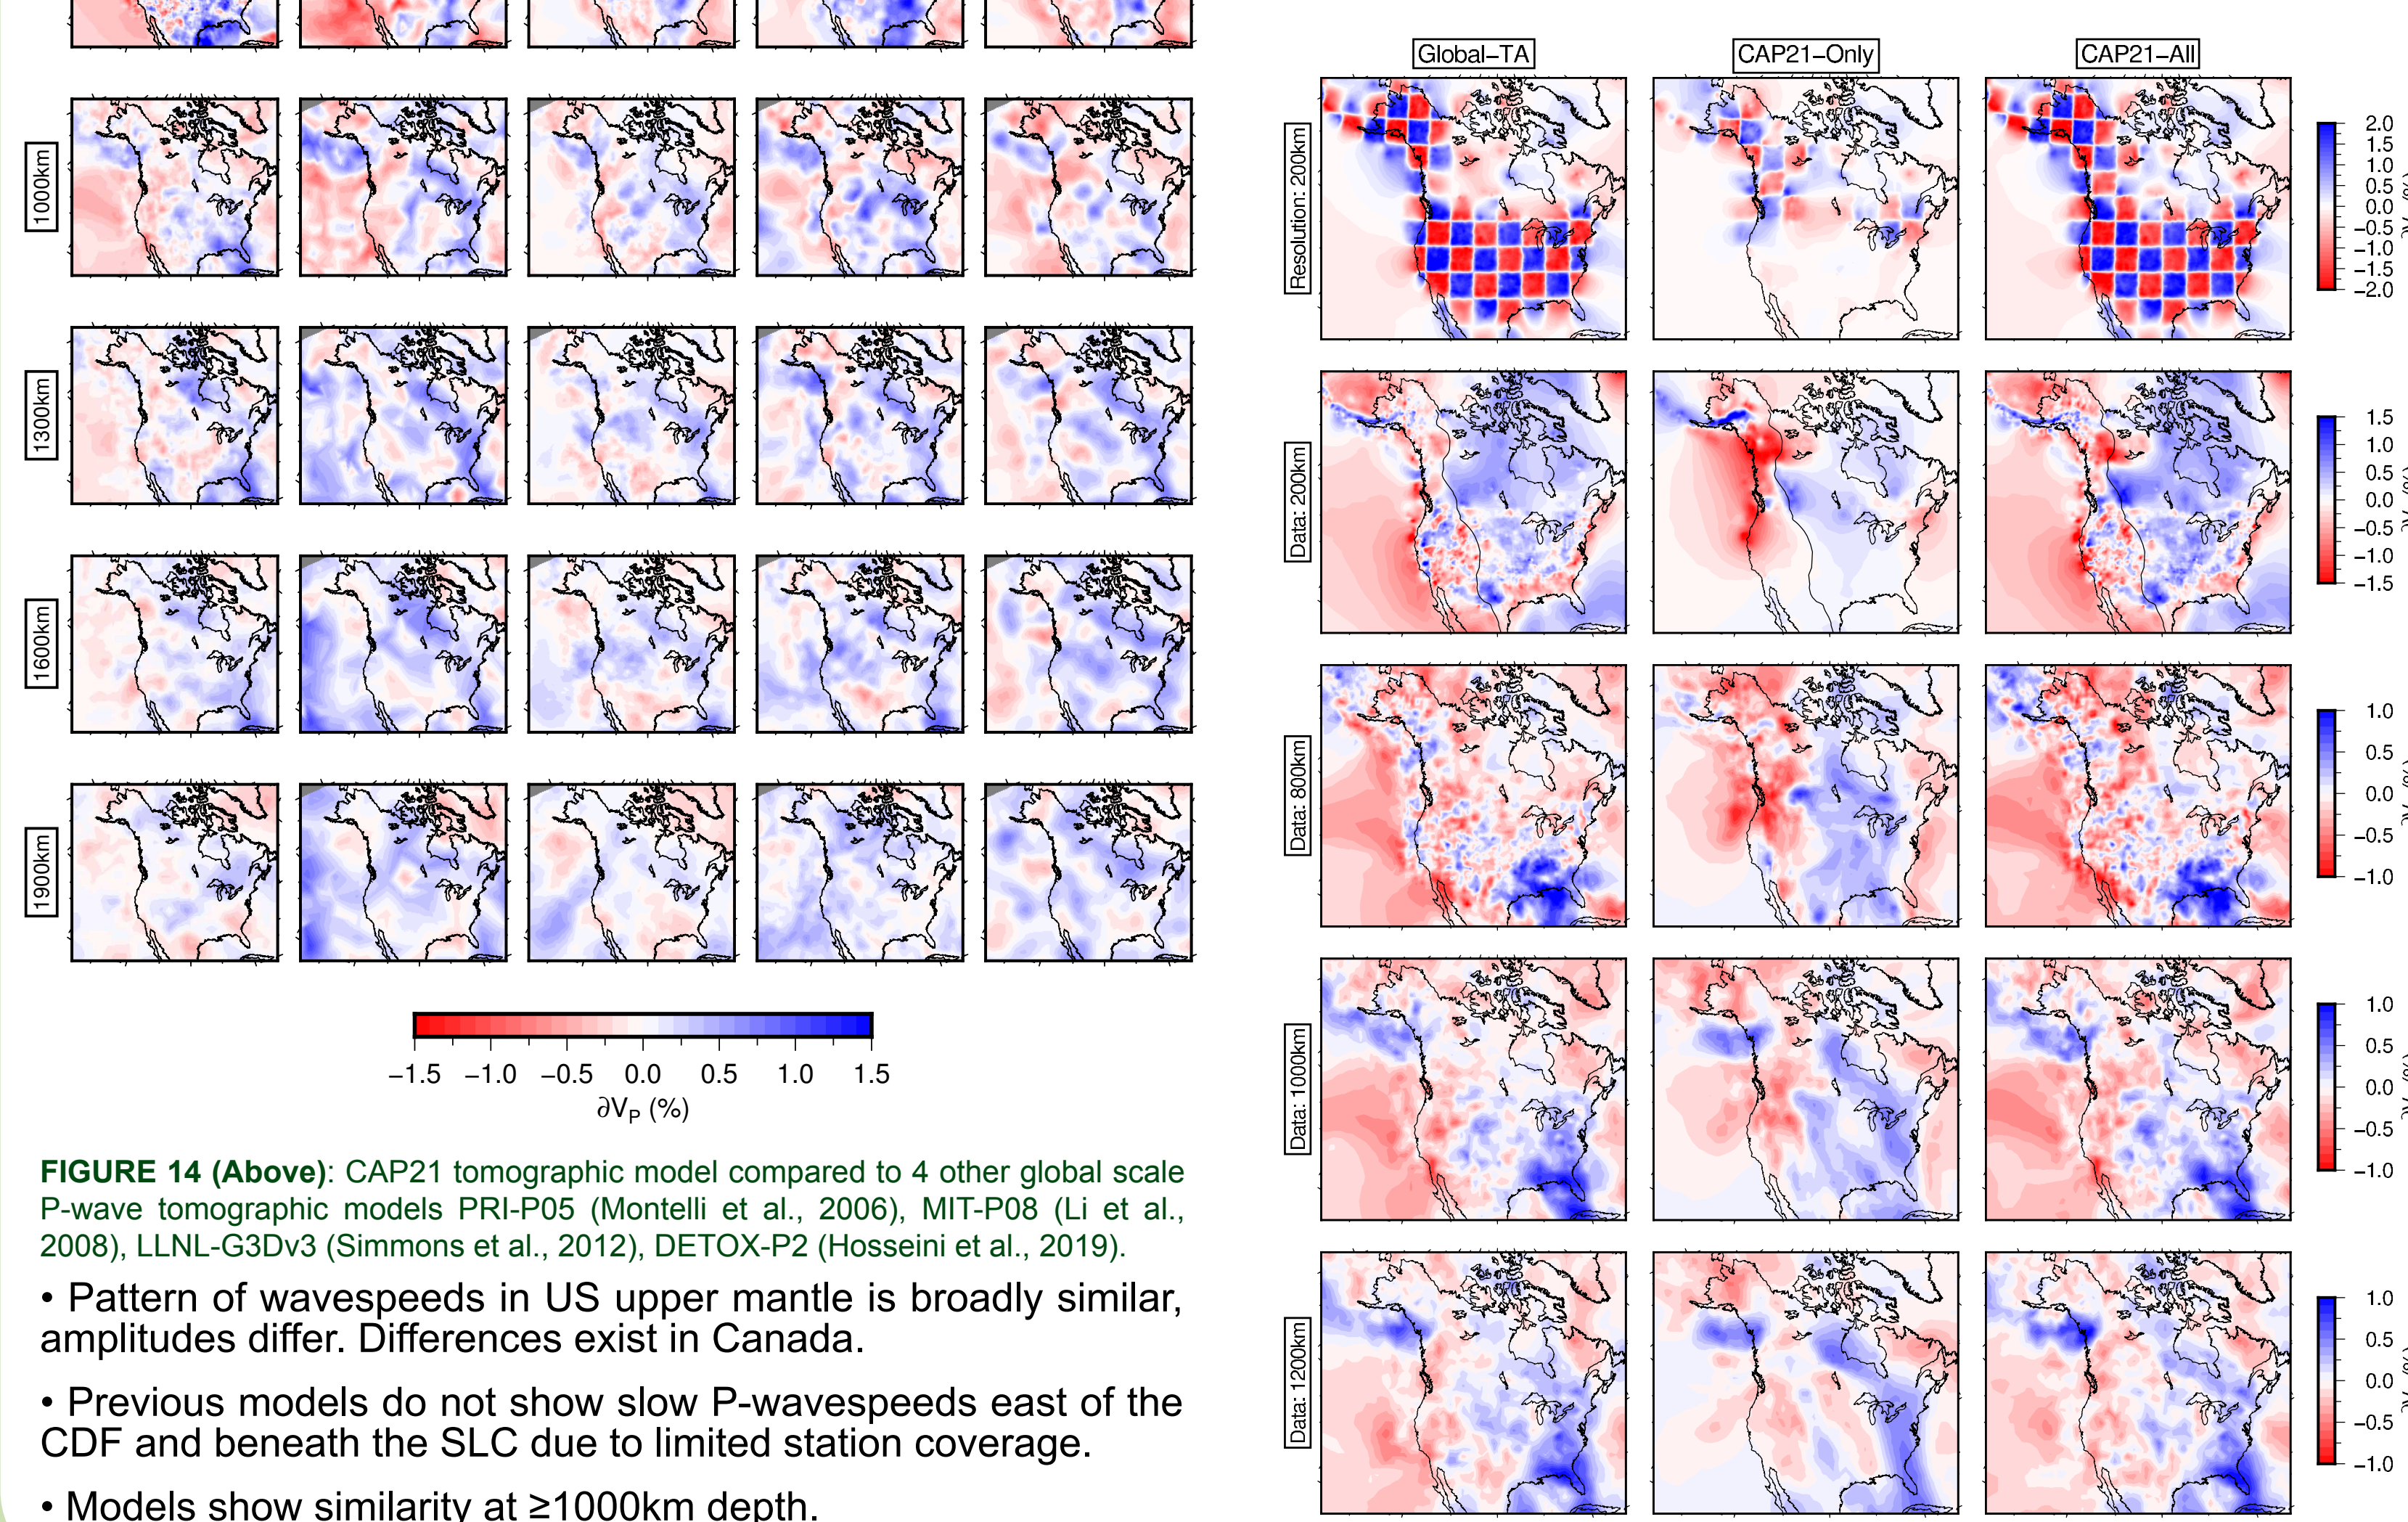 1000km
1300km
1600km
1900km
−1.5 −1.0 −0.5 0.0 0.5 1.0 1.5
∂VP (%)
FIGURE 14 (Above): CAP21 tomographic model compared to 4 other global scale
P-wave tomographic models PRI-P05 (Montelli et al., 2006), MIT-P08 (Li et al.,
2008), LLNL-G3Dv3 (Simmons et al., 2012), DETOX-P2 (Hosseini et al., 2019).
• Pattern of wavespeeds in US upper mantle is broadly similar,
amplitudes differ. Differences exist in Canada.
• Previous models do not show slow P-wavespeeds east of the
CDF and beneath the SLC due to limited station coverage.
• Models show similarity at ≥1000km depth.
Global−TA CAP21−Only CAP21−All
Resolution: 200km
2.0
1.5
1.0
0.5
0.0
−0.5
−1.0
−1.5
−2.0
Data: 200km
1.5
1.0
0.5
0.0
−0.5
−1.0
−1.5
Data: 800km
1.0
0.5
0.0
−0.5
−1.0
Data: 1000km
1.0
0.5
0.0
−0.5
−1.0
Data: 1200km
1.0
0.5
0.0
−0.5
−1.0